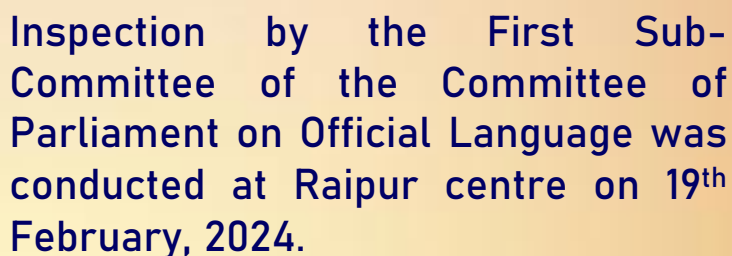 Inspection by the First Sub-
Committee of the Committee of
Parliament on Official Language was
conducted at Raipur centre on 19th
February, 2024.